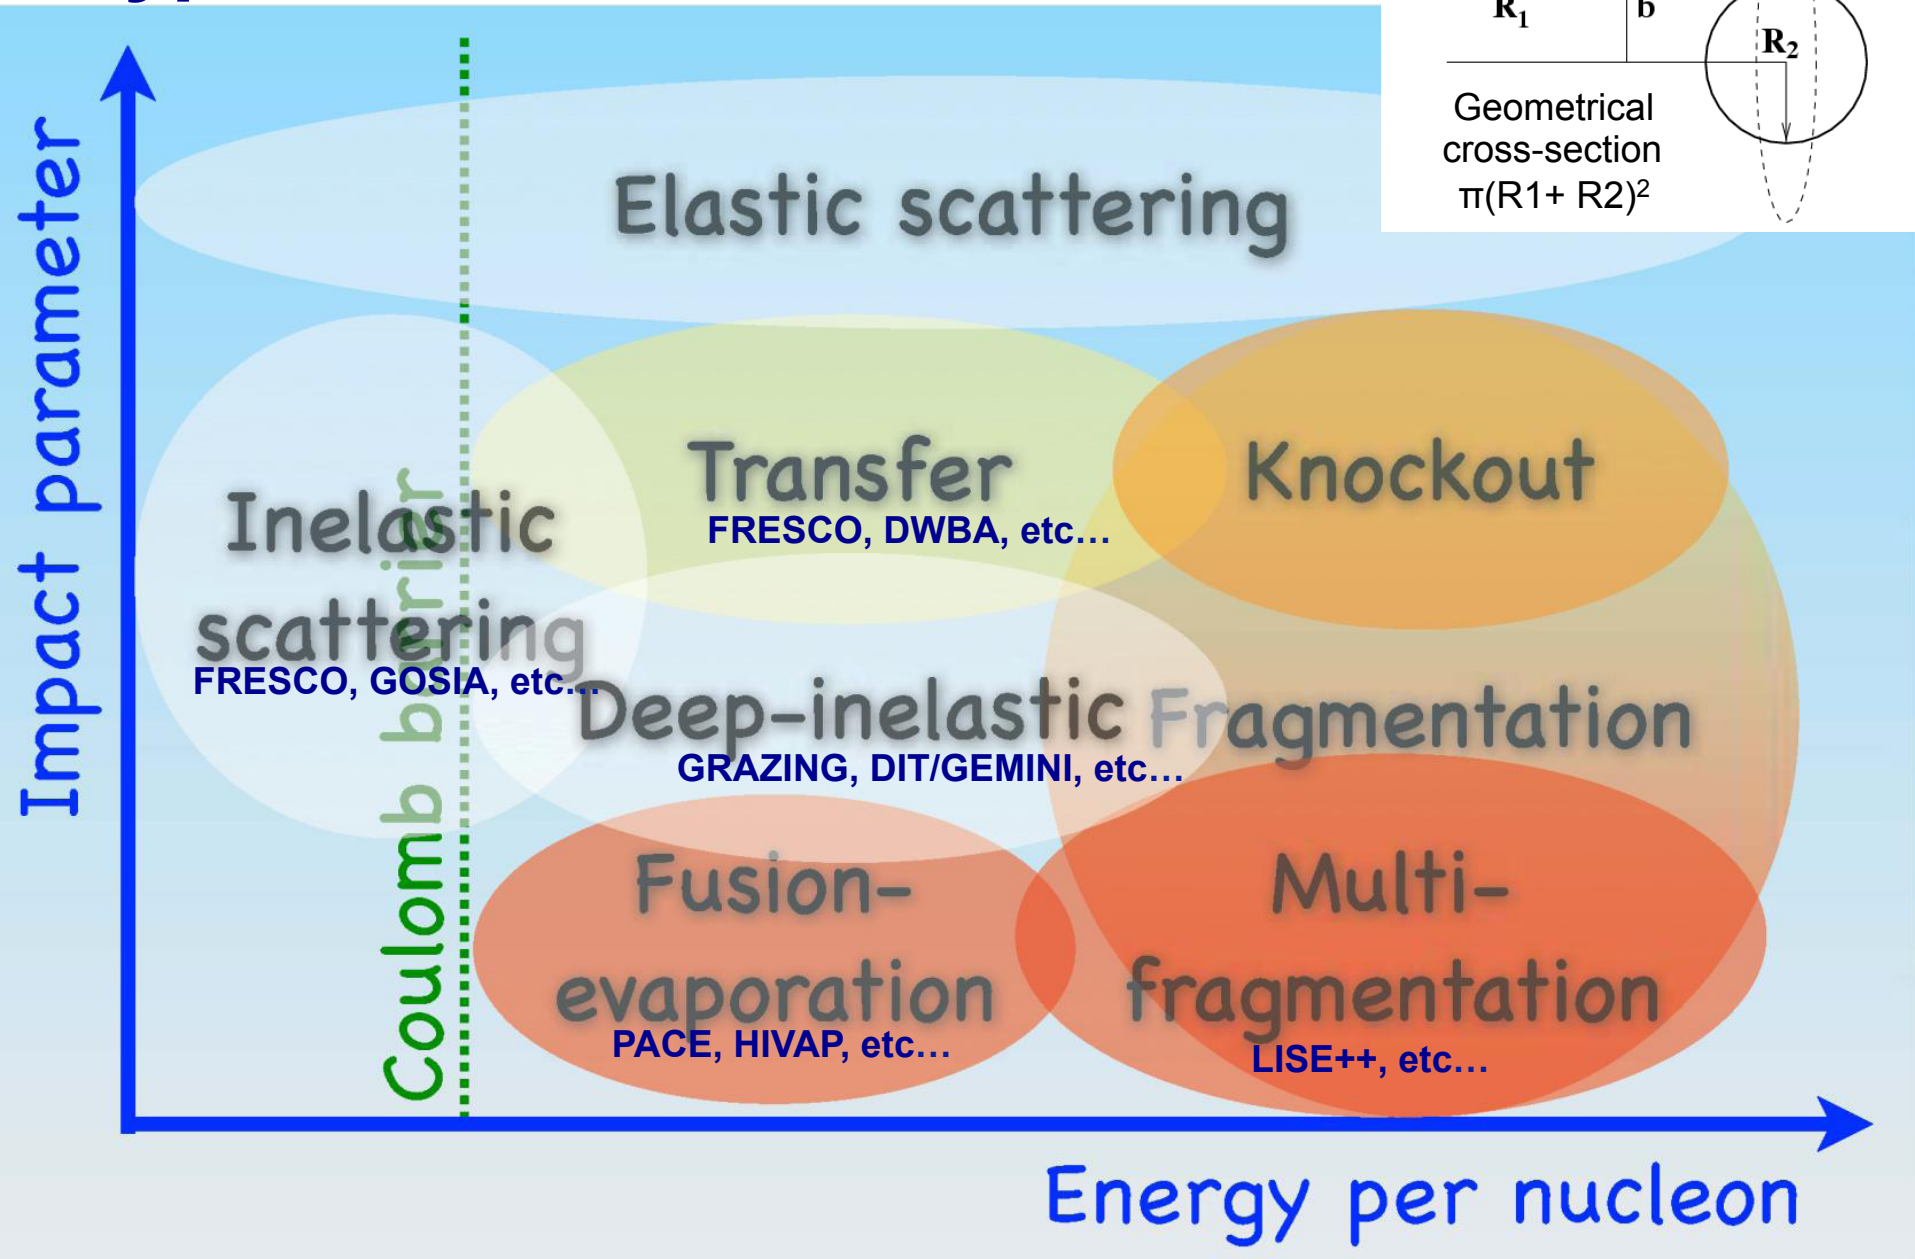 R1
b
R2
Geometrical
cross-section
π(R1+ R2)²
Impact parameter
Coulomb barrier
Elastic scattering
Transfer
FRESCO, DWBA, etc…
Knockout
Inelastic
scattering
FRESCO, GOSIA, etc…
Deep-inelastic
GRAZING, DIT/GEMINI, etc…
Fragmentation
Fusion-
evaporation
PACE, HIVAP, etc…
Multi-
fragmentation
LISE++, etc…
Energy per nucleon